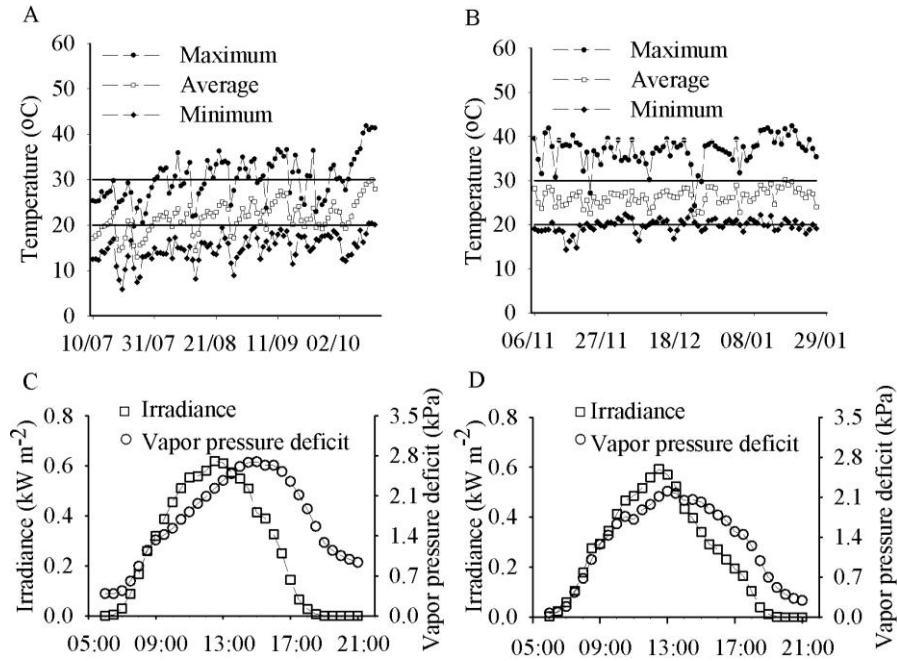 A
Temperature (oC)
60
50
40
30
20
10
0
Maximum
Average
Minimum
10/07 31/07 21/08 11/09 02/10
B
Temperature (oC)
60
50
40
30
20
10
0
Maximum
Average
Minimum
06/11 27/11 18/12 08/01 29/01
C
Irradiance (kW m-2)
0.8
0.6
0.4
0.2
0.0
Irradiance
Vapor pressure deficit
3.5
2.8
2.1
1.4
0.7
0.0
Vapor pressure deficit (kPa)
05:00 09:00 13:00 17:00 21:00
D
Irradiance (kW m-2)
0.8
0.6
0.4
0.2
0.0
Irradiance
Vapor pressure deficit
3.5
2.8
2.1
1.4
0.7
0.0
Vapor pressure deficit (kPa)
05:00 09:00 13:00 17:00 21:00